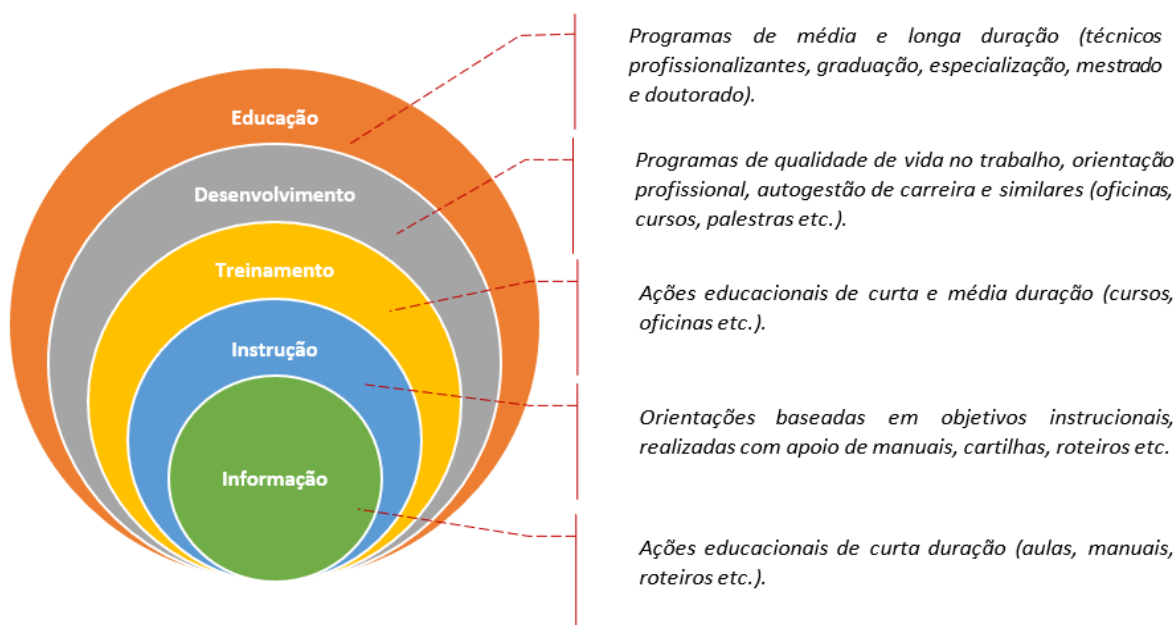 Educação
Desenvolvimento
Treinamento
Instrução
Informação
Programas de média e longa duração (técnicos
profissionalizantes, graduação, especialização, mestrado
e doutorado).
Programas de qualidade de vida no trabalho, orientação
profissional, autogestão de carreira e similares (oficinas,
cursos, palestras etc.).
Ações educacionais de curta e média duração (cursos,
oficinas etc.).
Orientações baseadas em objetivos instrucionais,
realizadas com apoio de manuais, cartilhas, roteiros etc.
Ações educacionais de curta duração (aulas, manuais,
roteiros etc.).